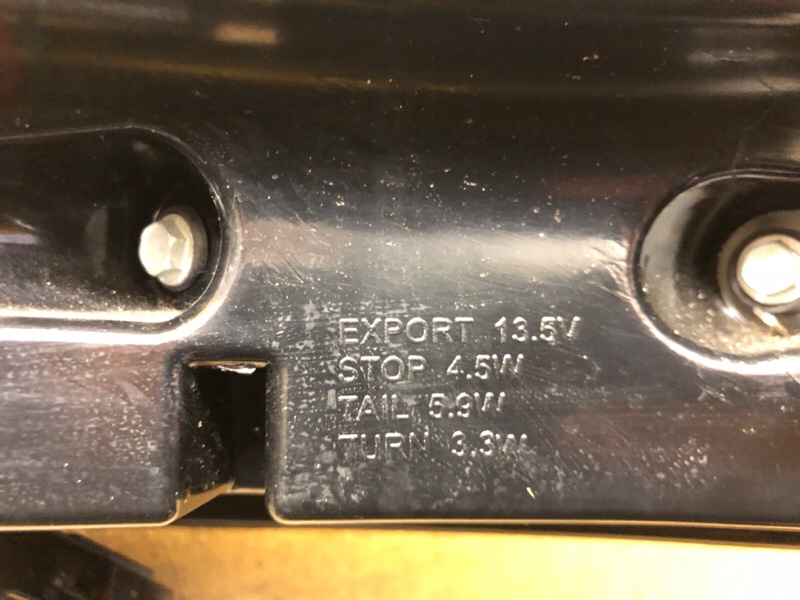 EXPORT 13.5V
STOP 4.5W
TAIL 5.9W
TURN 3.3W